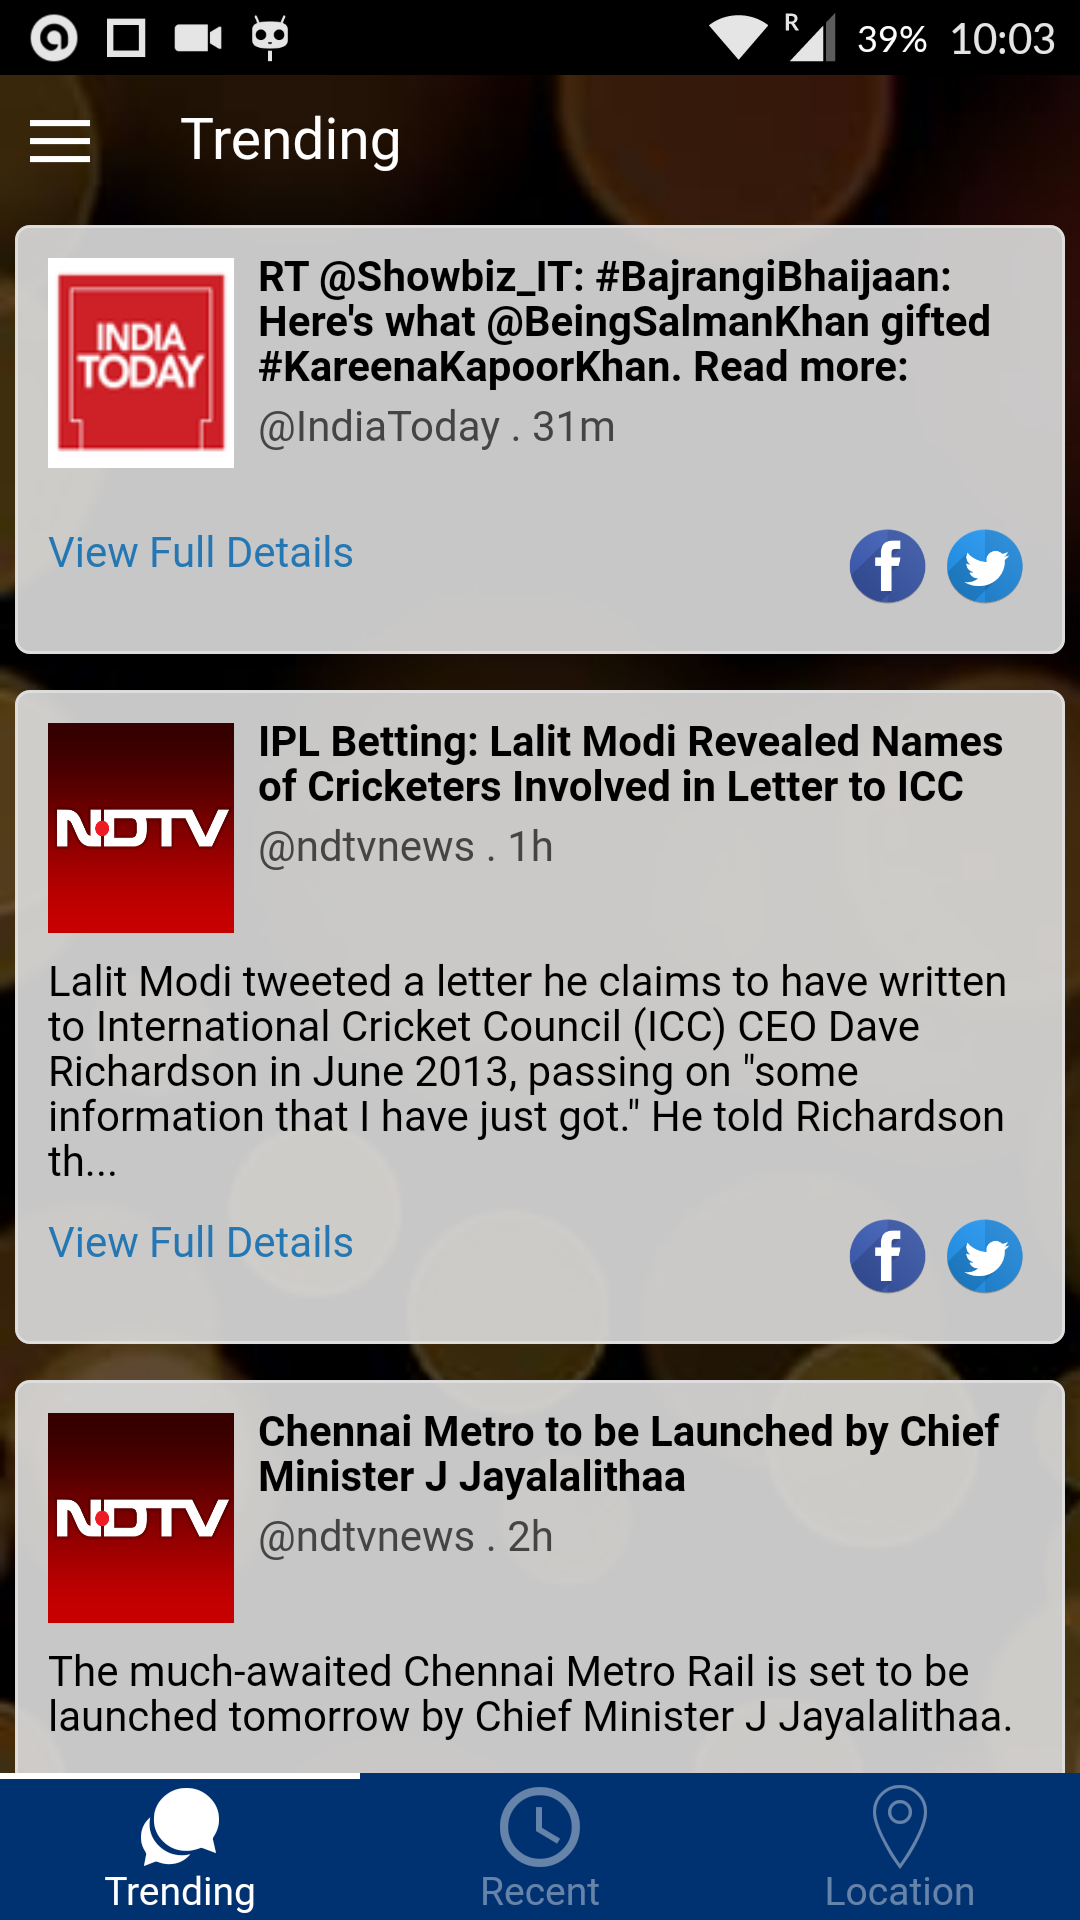 R 39% 10:03
Trending
INDIA
TODAY
RT @Showbiz_IT: #BajrangiBhaijaan:
Here's what @BeingSalmanKhan gifted
#KareenaKapoorKhan. Read more:
@IndiaToday . 31m
View Full Details
NDTV
IPL Betting: Lalit Modi Revealed Names
of Cricketers Involved in Letter to ICC
@ndtvnews . 1h
Lalit Modi tweeted a letter he claims to have written
to International Cricket Council (ICC) CEO Dave
Richardson in June 2013, passing on "some
information that I have just got." He told Richardson
th...
View Full Details
NDTV
Chennai Metro to be Launched by Chief
Minister J Jayalalithaa
@ndtvnews . 2h
The much-awaited Chennai Metro Rail is set to be
launched tomorrow by Chief Minister J Jayalalithaa.
Trending
Recent
Location